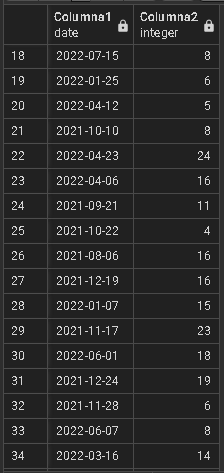 Columna1 Columna2
date integer
18 2022-07-15 8
19 2022-01-25 6
20 2022-04-12 5
21 2021-10-10 8
22 2022-04-23 24
23 2022-04-06 16
24 2021-09-21 11
25 2021-10-22 4
26 2021-08-06 16
27 2021-12-19 16
28 2022-01-07 15
29 2021-11-17 23
30 2022-06-01 18
31 2021-12-24 19
32 2021-11-28 6
33 2022-06-07 8
34 2022-03-16 14